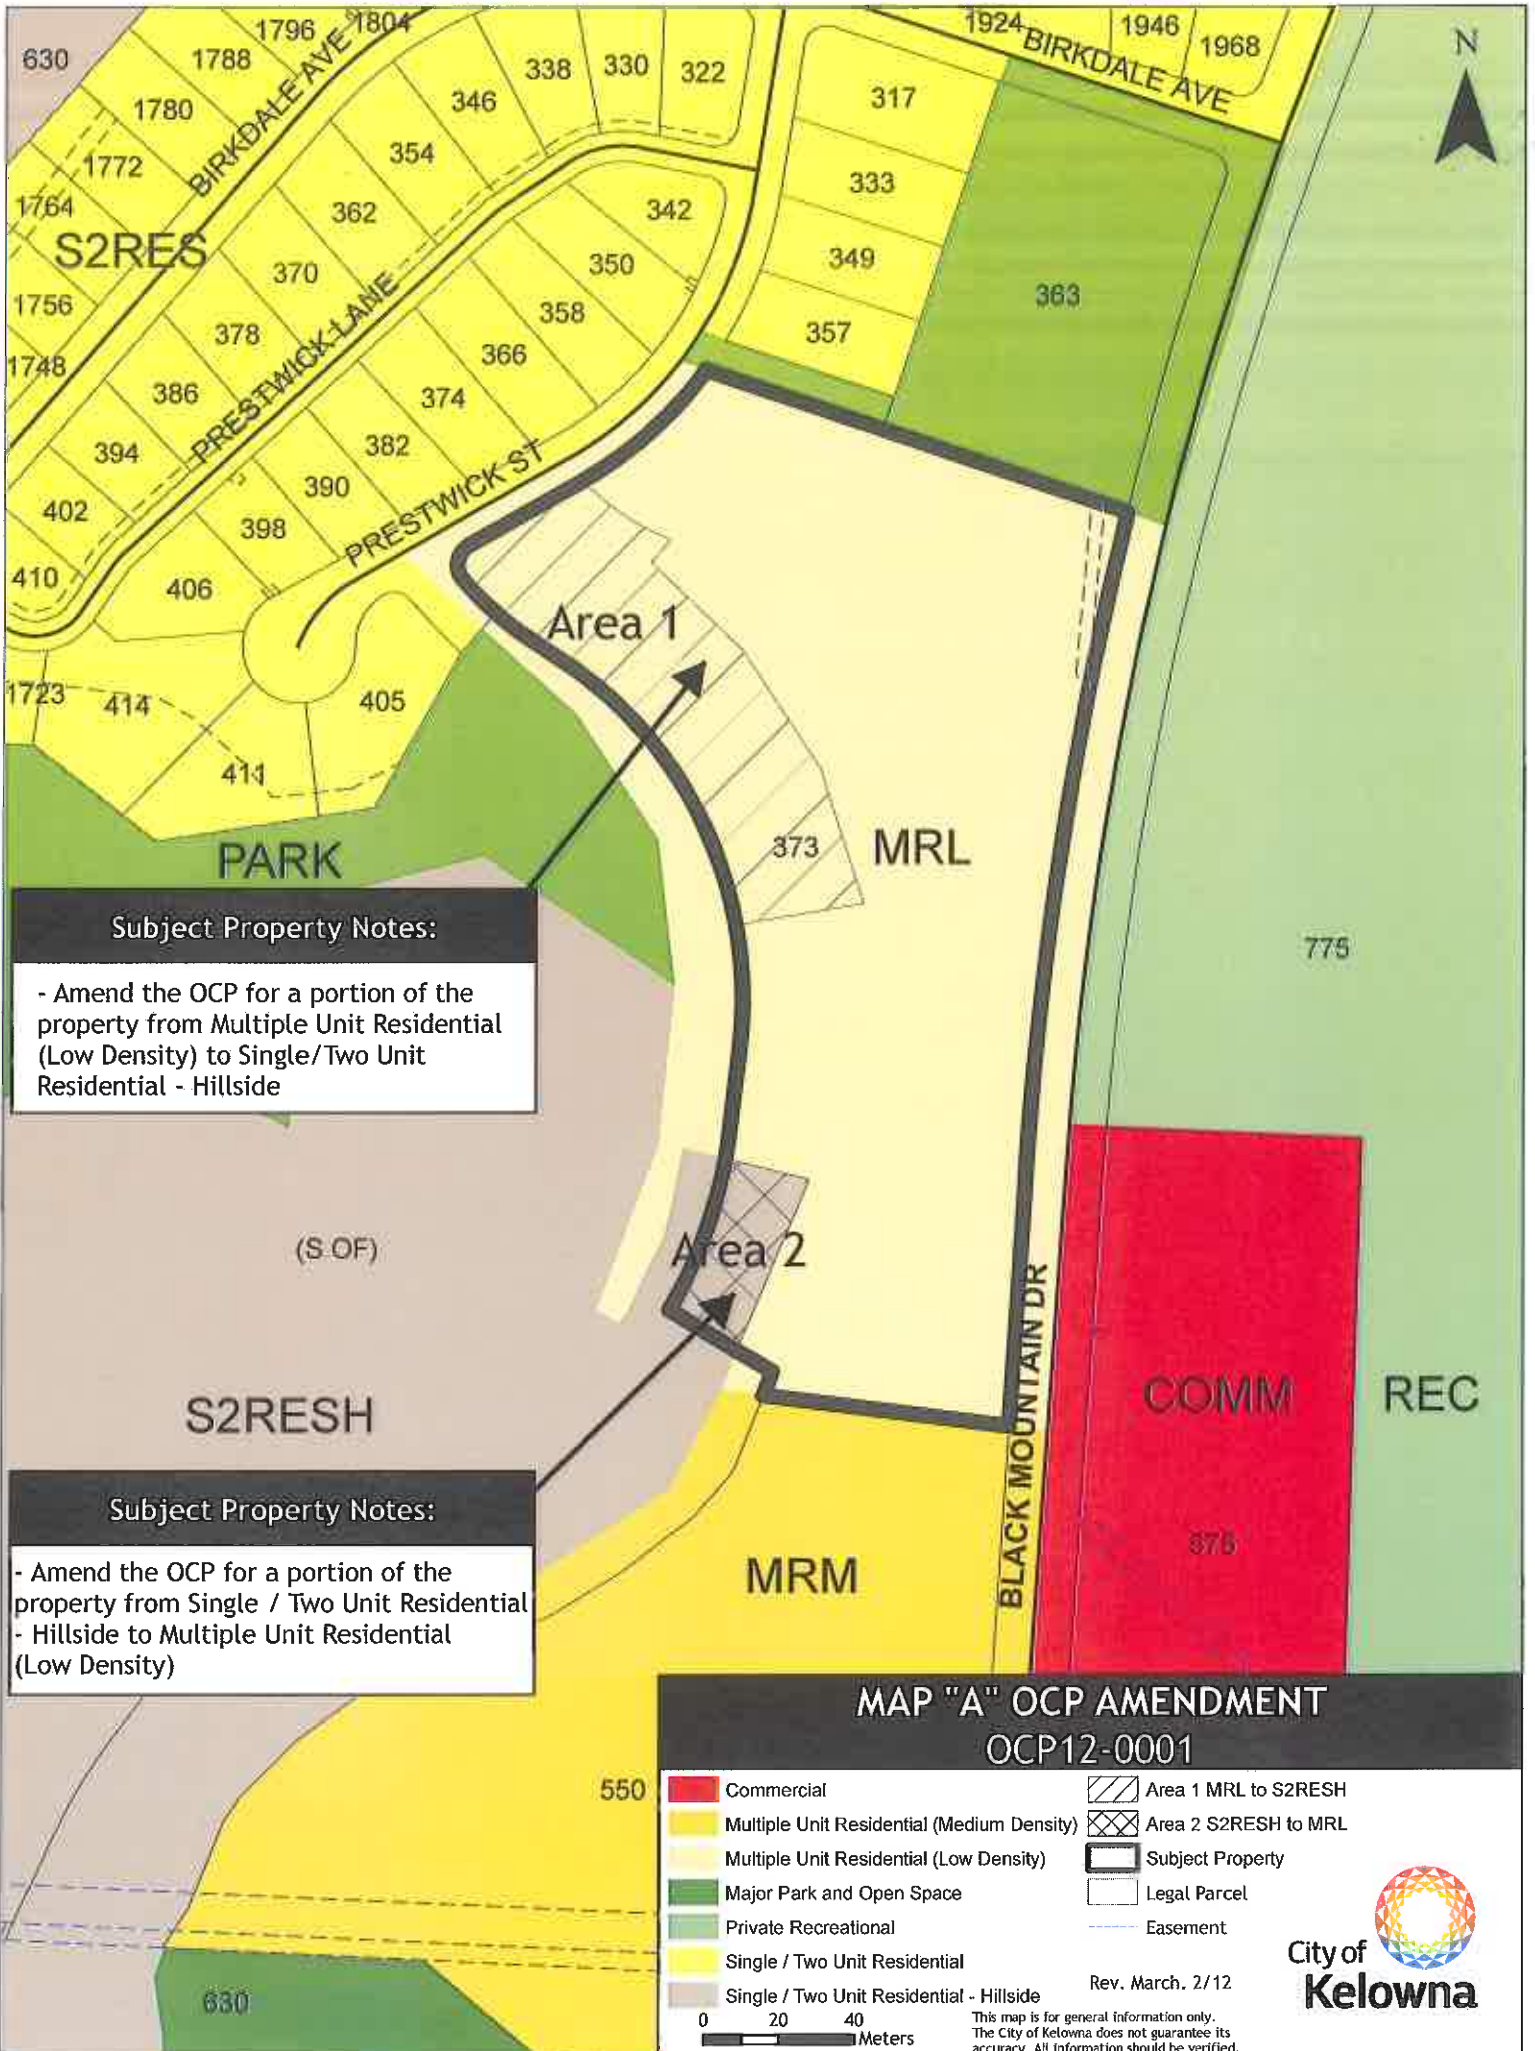 1796
1804
1924
BIRKDALE AVE
1946
1968
N
630
1788
338
330
322
317
1780
346
BIRKDALE AVE
354
333
1772
362
342
1764
S2RES
370
350
349
363
1756
378
358
357
1748
PRESTWICK LANE
366
386
374
394
382
PRESTWICK ST
390
402
398
410
406
Area 1
1723
414
405
411
373
MRL
PARK
Subject Property Notes:
- Amend the OCP for a portion of the
property from Multiple Unit Residential
(Low Density) to Single/Two Unit
Residential - Hillside
775
(S OF)
Area 2
BLACK MOUNTAIN DR
COMM
REC
S2RESH
Subject Property Notes:
- Amend the OCP for a portion of the
property from Single / Two Unit Residential
- Hillside to Multiple Unit Residential
(Low Density)
MRM
550
630
MAP "A" OCP AMENDMENT
OCP12-0001
Commercial
Multiple Unit Residential (Medium Density)
Multiple Unit Residential (Low Density)
Major Park and Open Space
Private Recreational
Single / Two Unit Residential
Single / Two Unit Residential - Hillside
Area 1 MRL to S2RESH
Area 2 S2RESH to MRL
Subject Property
Legal Parcel
Easement
Rev. March. 2/12
City of
Kelowna
0 20 40
Meters
This map is for general information only.
The City of Kelowna does not guarantee its
accuracy. All information should be verified.